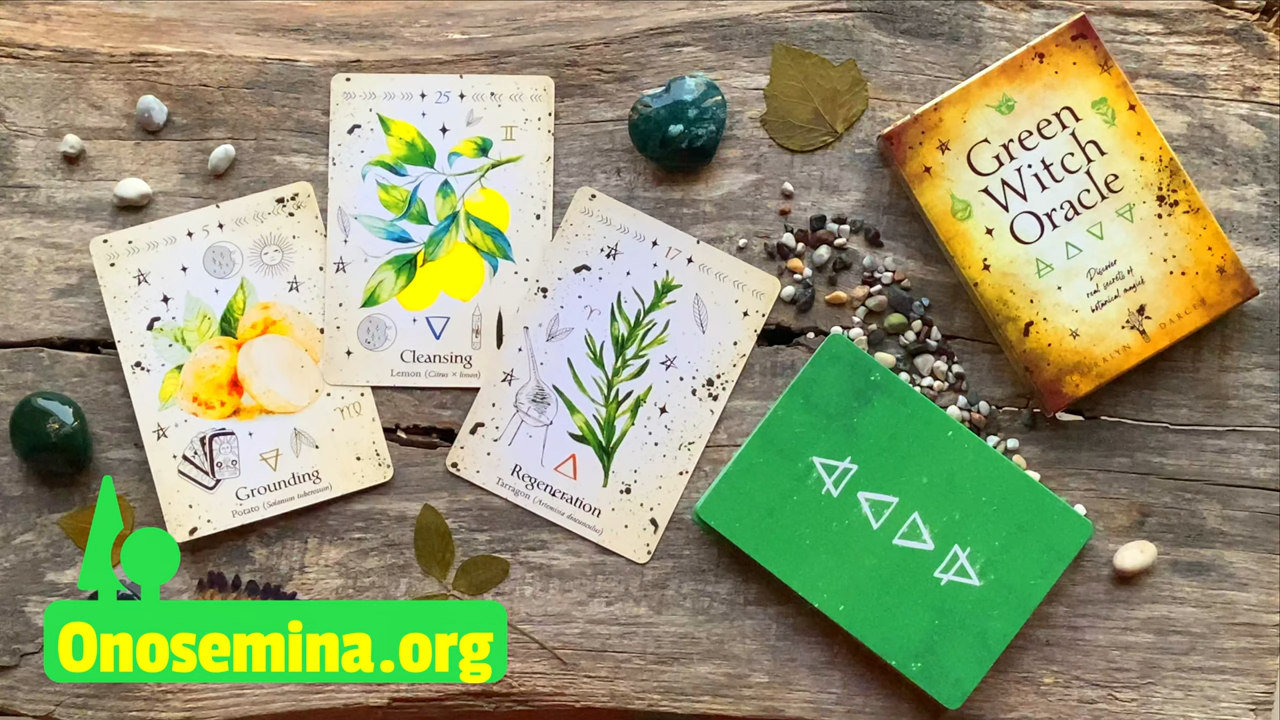 25
Cleansing
Lemon (Citrus × limon)
5
Grounding
Potato (Solanum tuberosum)
17
Regeneration
Tarragon (Artemisia dracunculus)
Green
Witch
Oracle
Discover
real secrets of
botanical magick
Onosemina.org